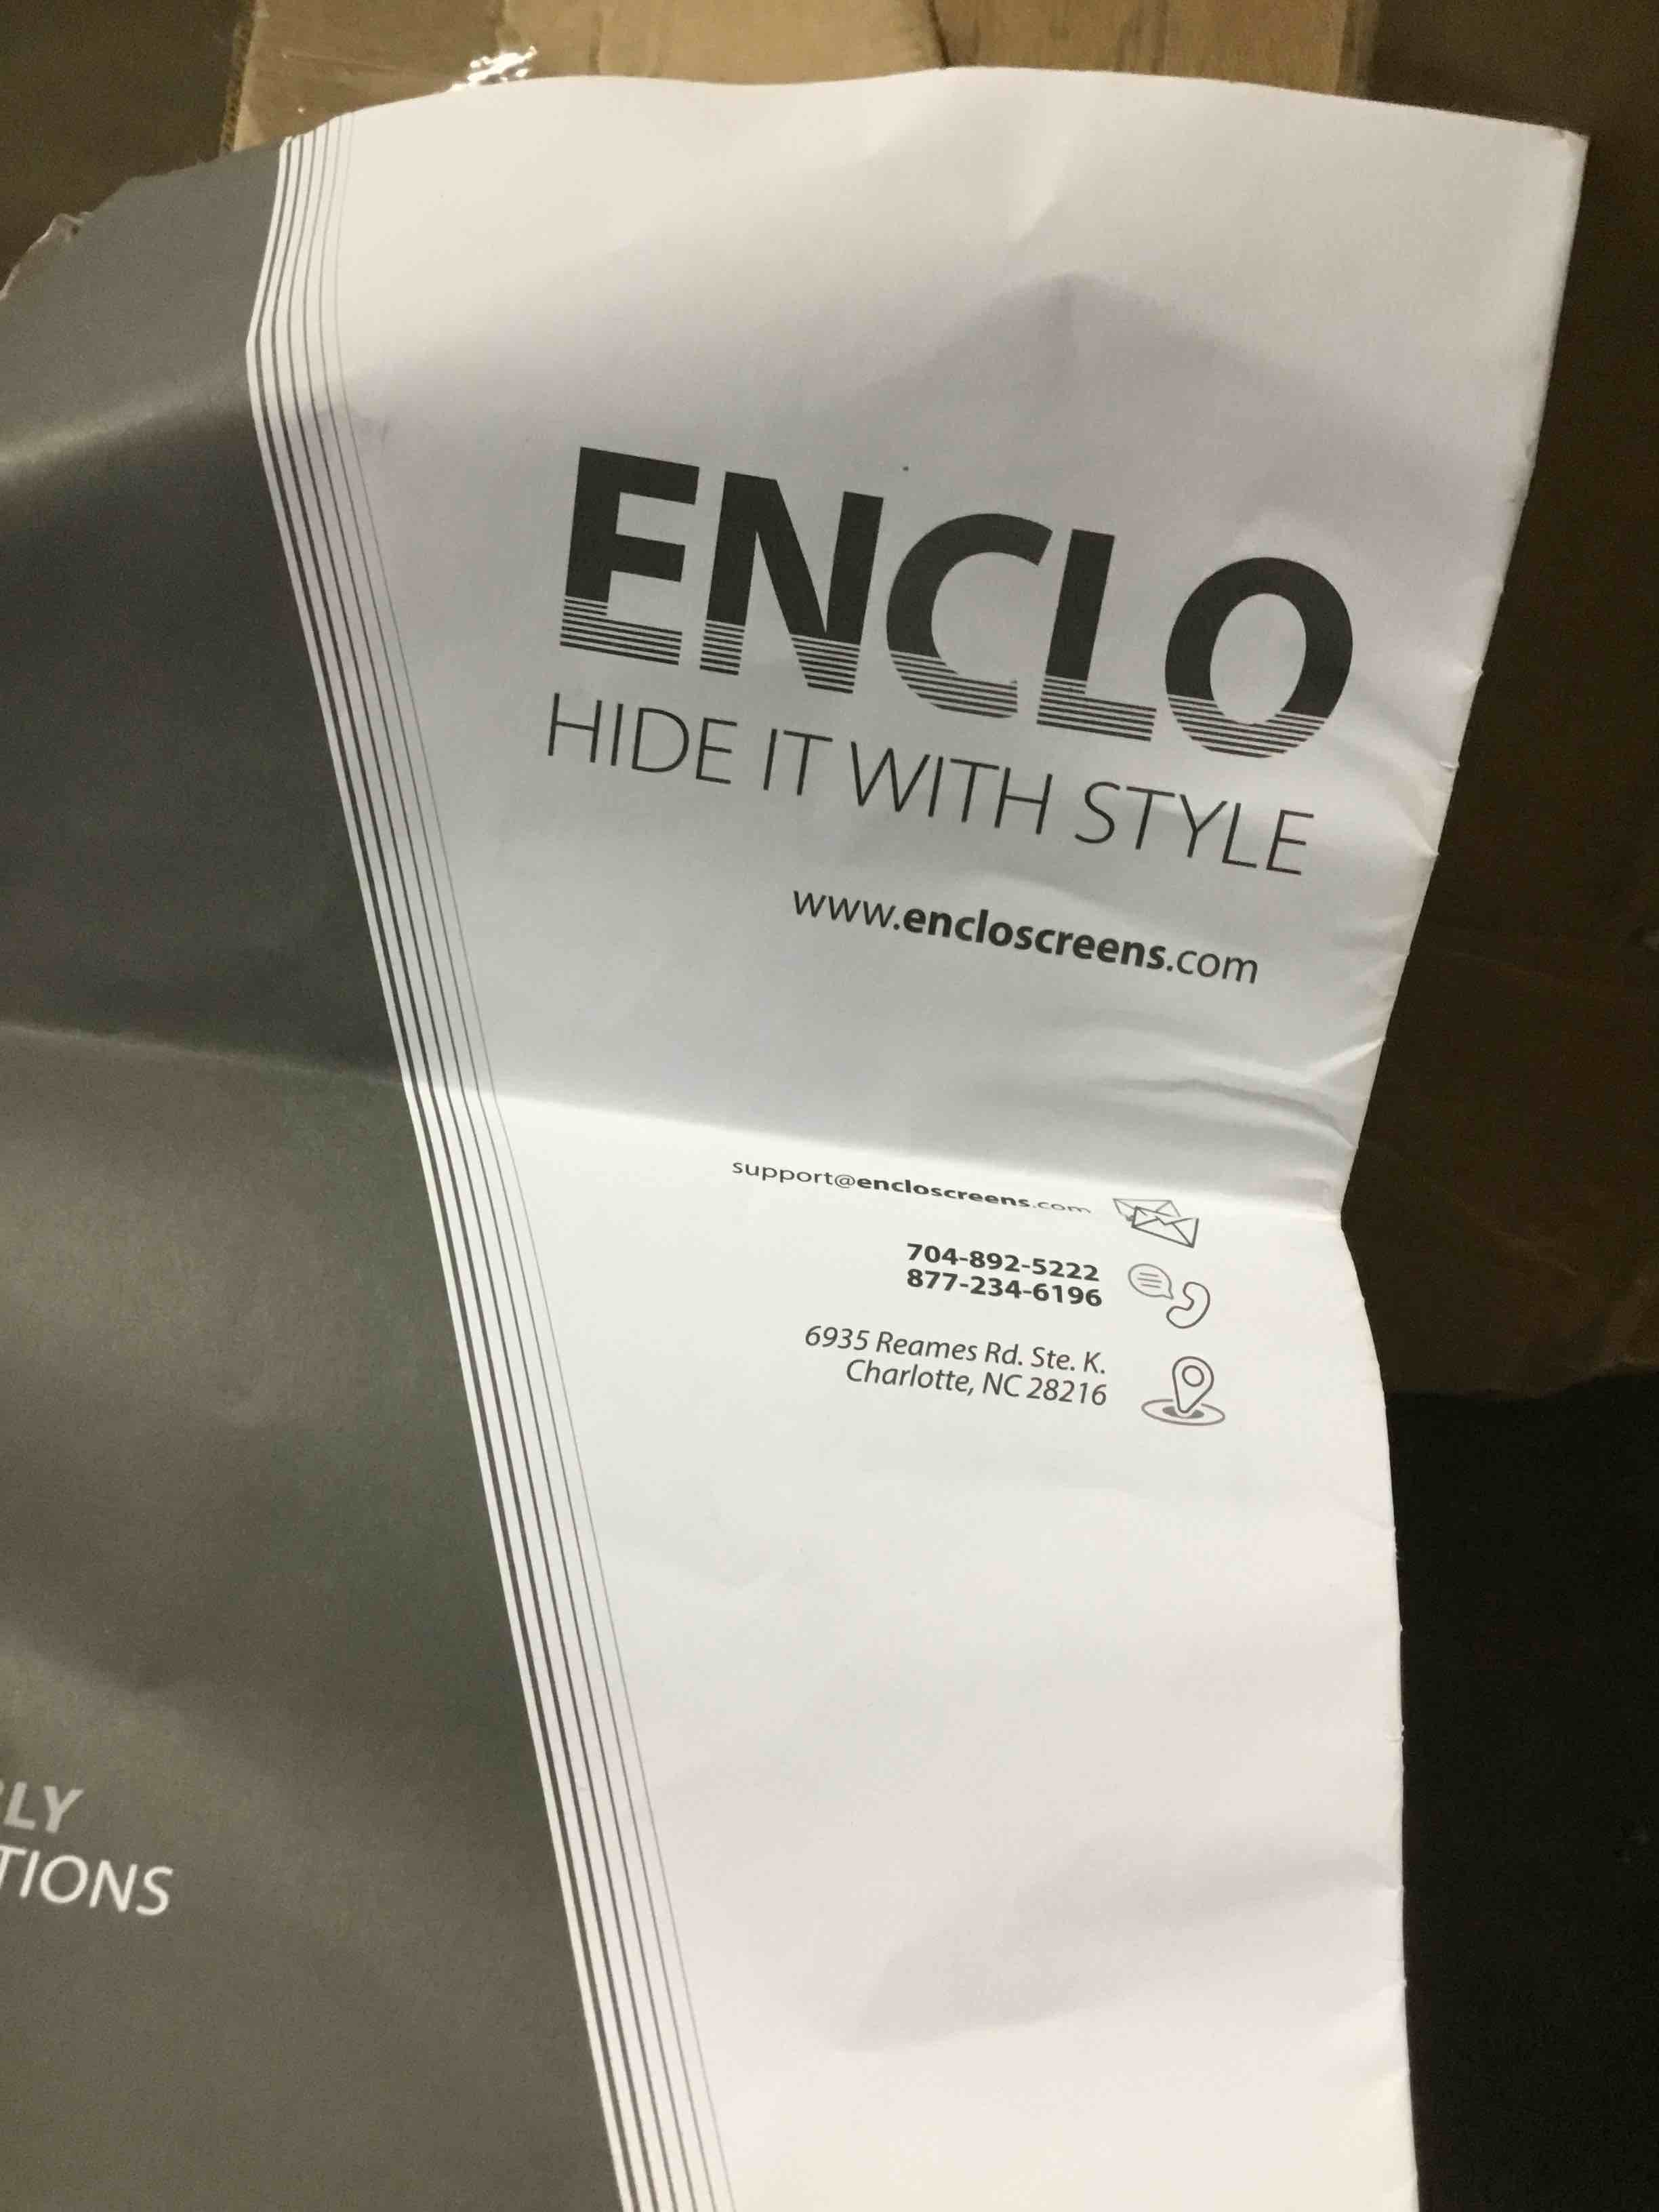 ENCLO
HIDE IT WITH STYLE
www.encloscreens.com
support@encloscreens.com
704-892-5222
877-234-6196
6935 Reames Rd. Ste. K.
Charlotte, NC 28216
LY
TIONS